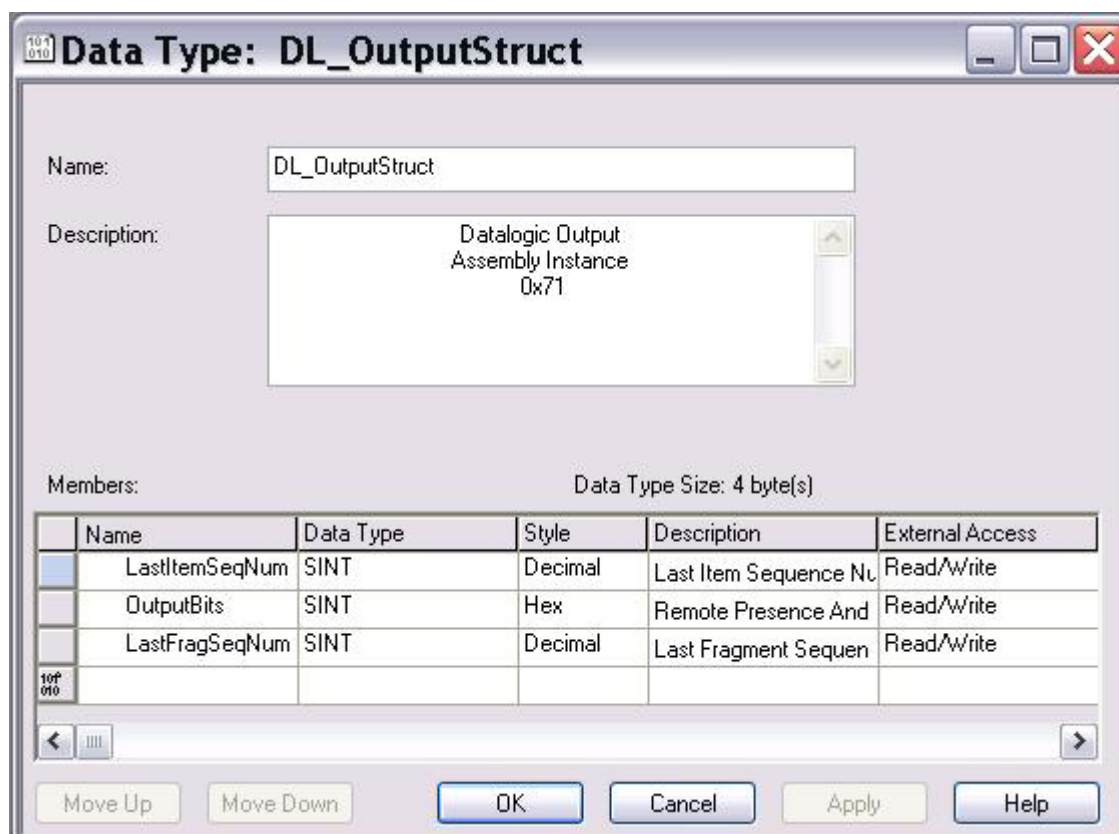 Data Type: DL_OutputStruct
Name:
DL_OutputStruct
Description:
Datalogic Output
Assembly Instance
0x71
Members:
Data Type Size: 4 byte(s)
Name Data Type Style Description External Access
LastItemSeqNum SINT Decimal Last Item Sequence Nu Read/Write
OutputBits SINT Hex Remote Presence And Read/Write
LastFragSeqNum SINT Decimal Last Fragment Sequen Read/Write
Move Up Move Down OK Cancel Apply Help